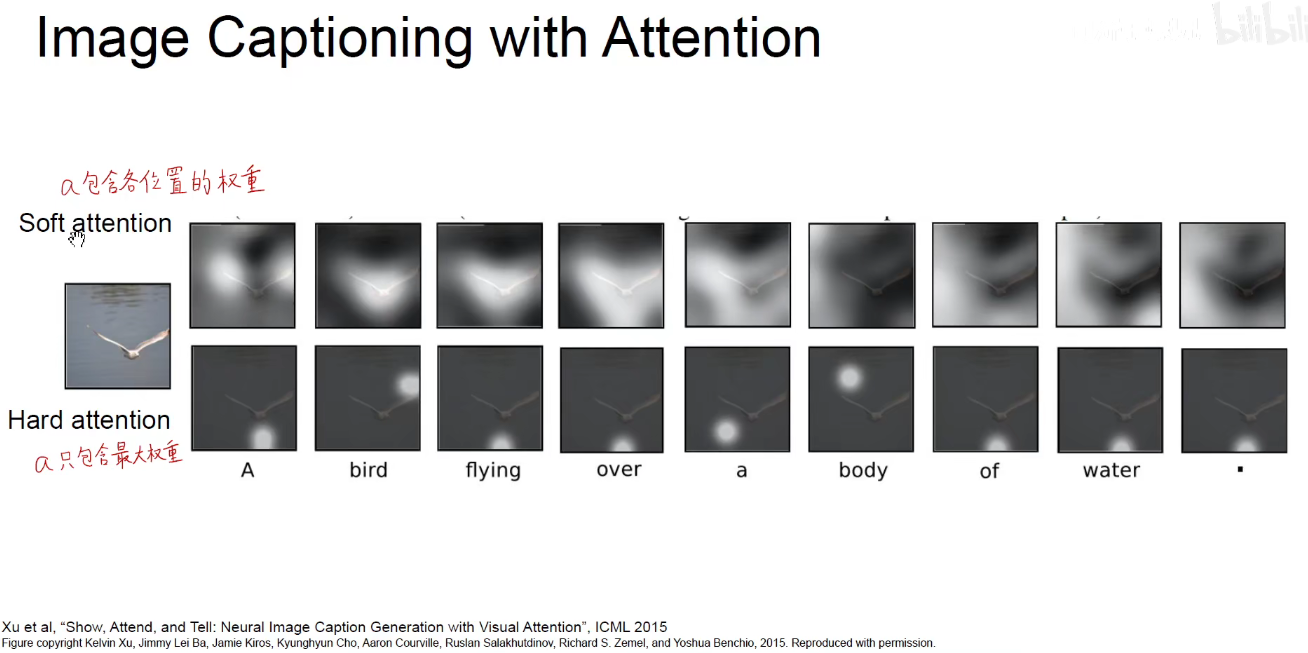 Image Captioning with Attention
bilibili
a包含各位置的权重
Soft attention
Hard attention
a只包含最大权重
A bird flying over a body of water .
Xu et al, “Show, Attend, and Tell: Neural Image Caption Generation with Visual Attention”, ICML 2015
Figure copyright Kelvin Xu, Jimmy Lei Ba, Jamie Kiros, Kyunghyun Cho, Aaron Courville, Ruslan Salakhutdinov, Richard S. Zemel, and Yoshua Benchio, 2015. Reproduced with permission.